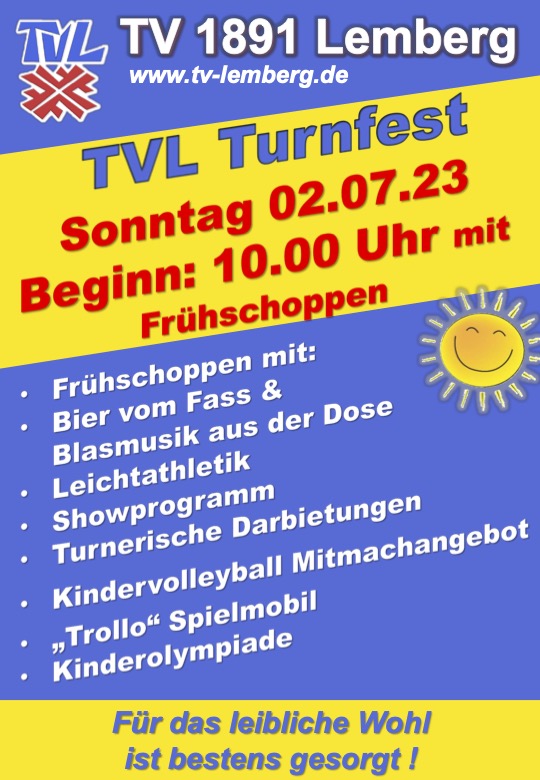 TVL
TV 1891 Lemberg
www.tv-lemberg.de
TVL Turnfest
Sonntag 02.07.23
Beginn: 10.00 Uhr mit
Frühschoppen
• Frühschoppen mit:
• Bier vom Fass &
Blasmusik aus der Dose
• Leichtathletik
• Showprogramm
• Turnerische Darbietungen
• Kindervolleyball Mitmachangebot
• „Trollo“ Spielmobil
• Kinderolympiade
Für das leibliche Wohl
ist bestens gesorgt !